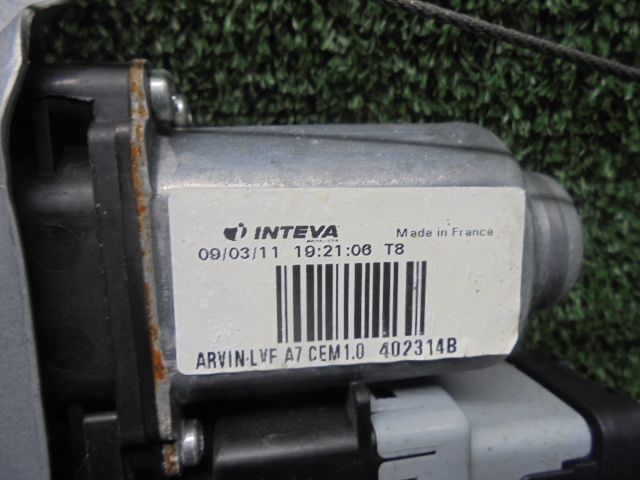 INTEVA
Made in France
09/03/11 19:21:06 T8
ARVIN-LVF A7 CEM1.0 402314B